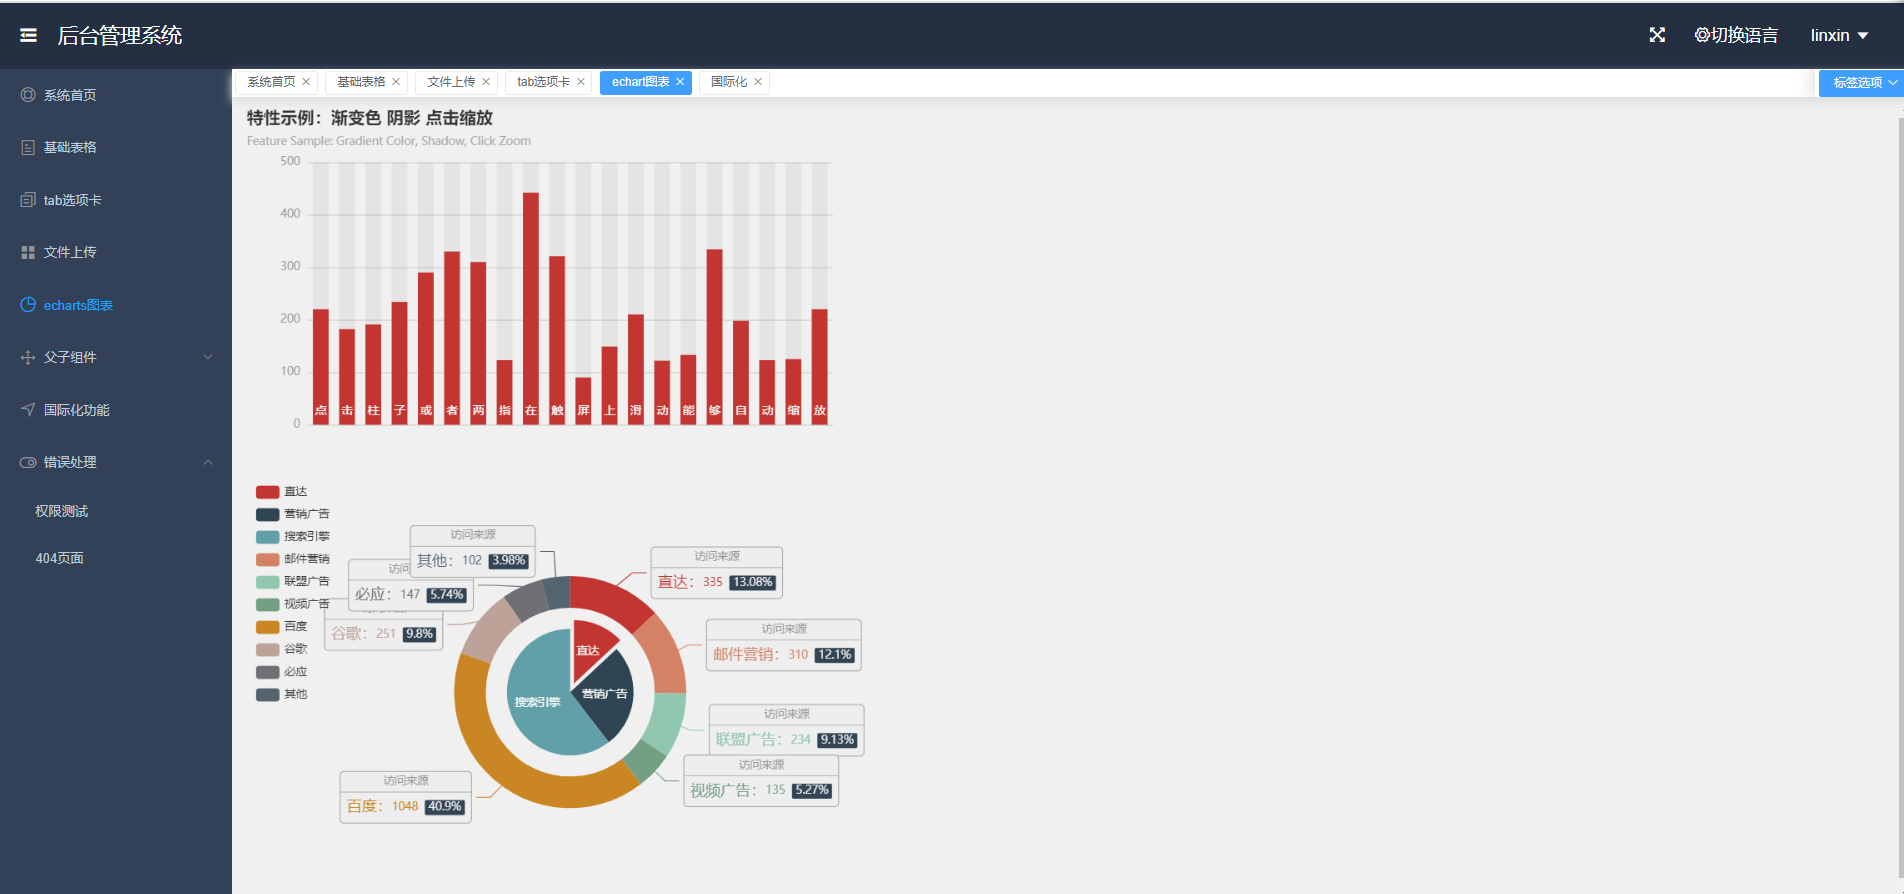 后台管理系统
切换语言
linxin
系统首页
基础表格
tab选项卡
文件上传
echarts图表
父子组件
国际化功能
错误处理
权限测试
404页面
系统首页
基础表格
文件上传
tab选项卡
echart图表
国际化
标签选项
特性示例：渐变色 阴影 点击缩放
Feature Sample: Gradient Color, Shadow, Click Zoom
500
400
300
200
100
0
点 击 柱 子 或 者 两 指 在 触 屏 上 滑 动 能 够 自 动 缩 放
直达
营销广告
搜索引擎
邮件营销
联盟广告
视频广告
百度
谷歌
必应
其他
访问来源
其他：102 3.98%
访问
必应：147 5.74%
谷歌：251 9.8%
访问来源
直达：335 13.08%
访问来源
邮件营销：310 12.1%
访问来源
联盟广告：234 9.13%
访问来源
视频广告：135 5.27%
访问来源
百度：1048 40.9%
直达
营销广告
搜索引擎